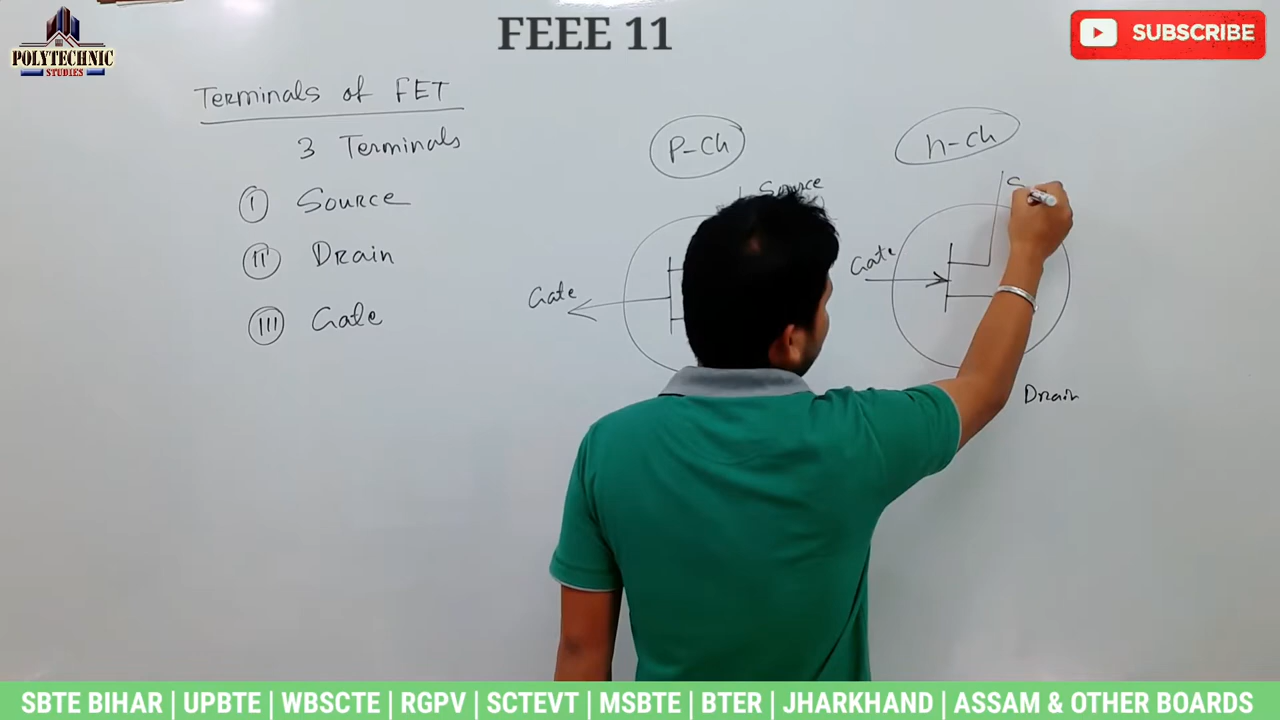 FEEE 11
SUBSCRIBE
POLYTECHNIC
STUDIES
Terminals of FET
3 Terminals
I Source
II Drain
III Gate
P-Ch
Source
Gate
n-ch
S
Gate
Drain
SBTE BIHAR | UPBTE | WBSCTE | RGPV | SCTEVT | MSBTE | BTER | JHARKHAND | ASSAM & OTHER BOARDS